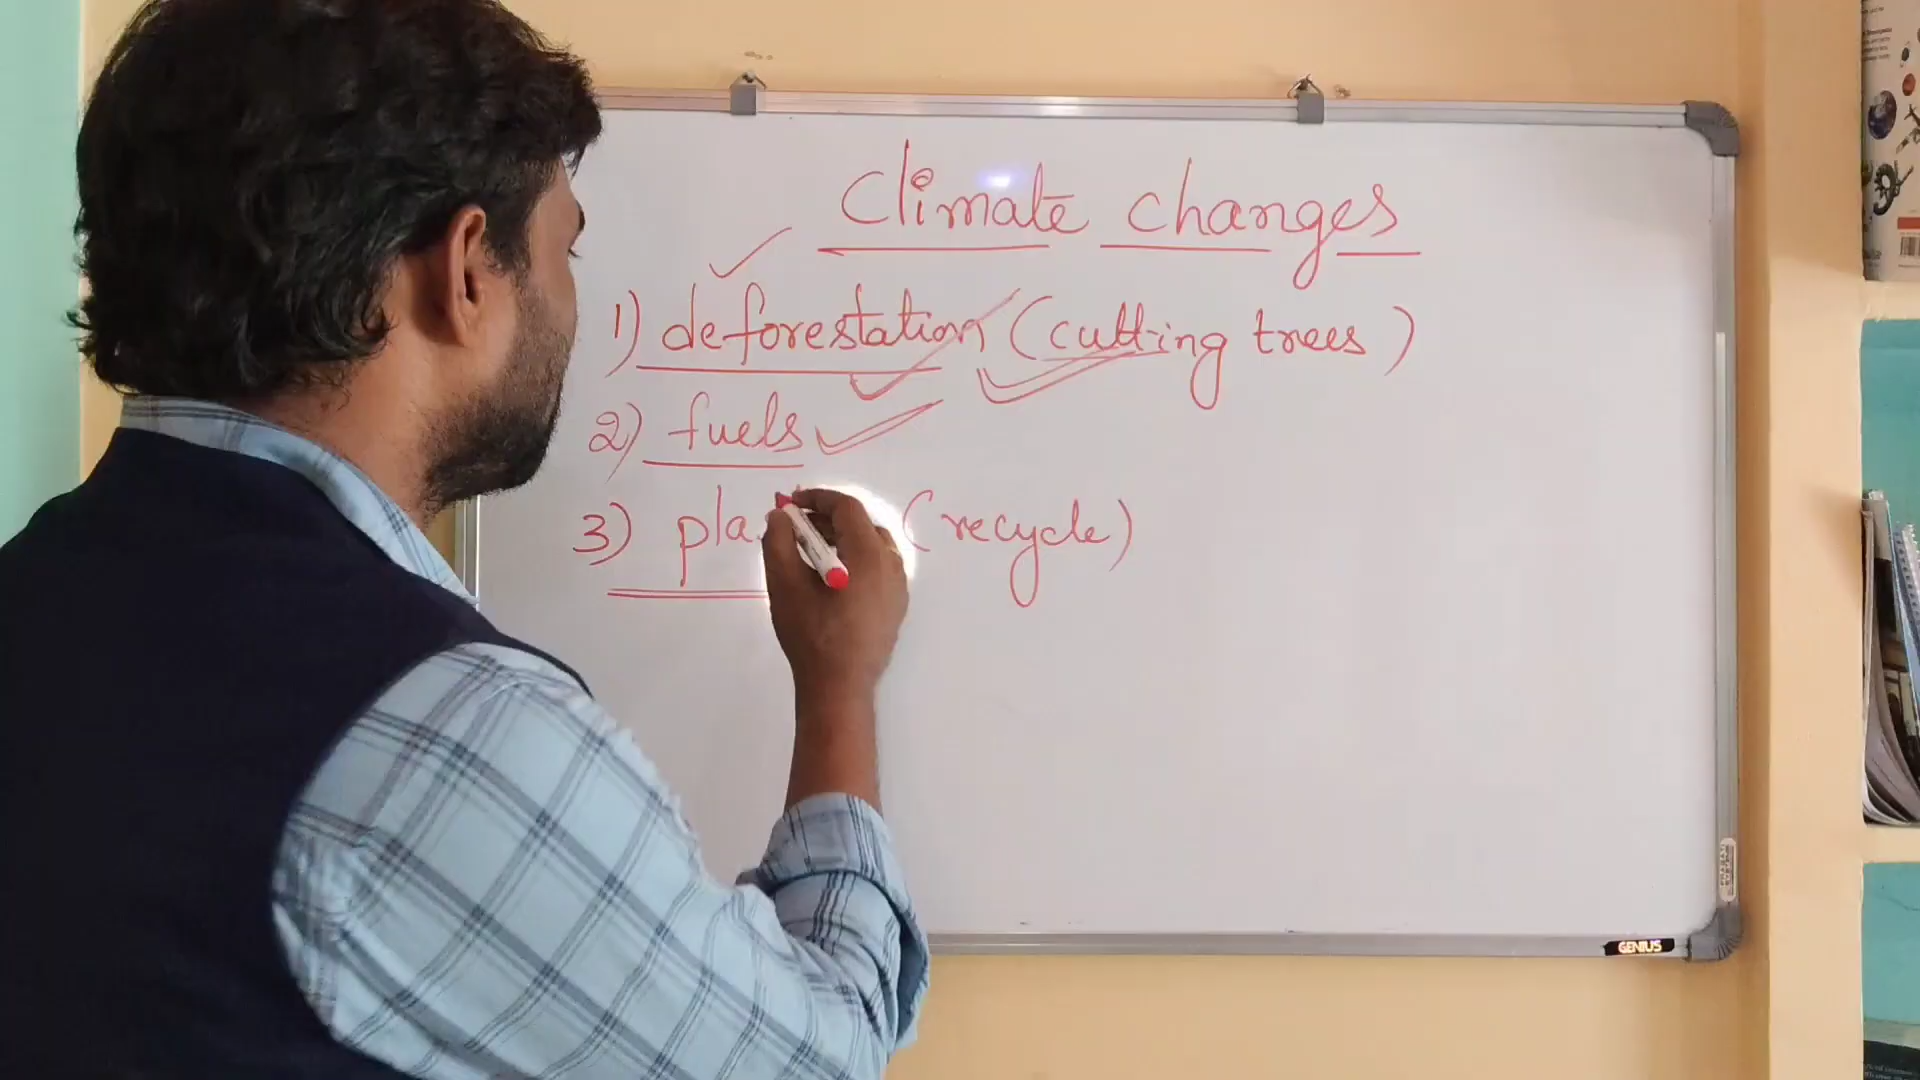 Climate changes
1) deforestation (cutting trees)
2) fuels
3) (recycle)
GENIUS